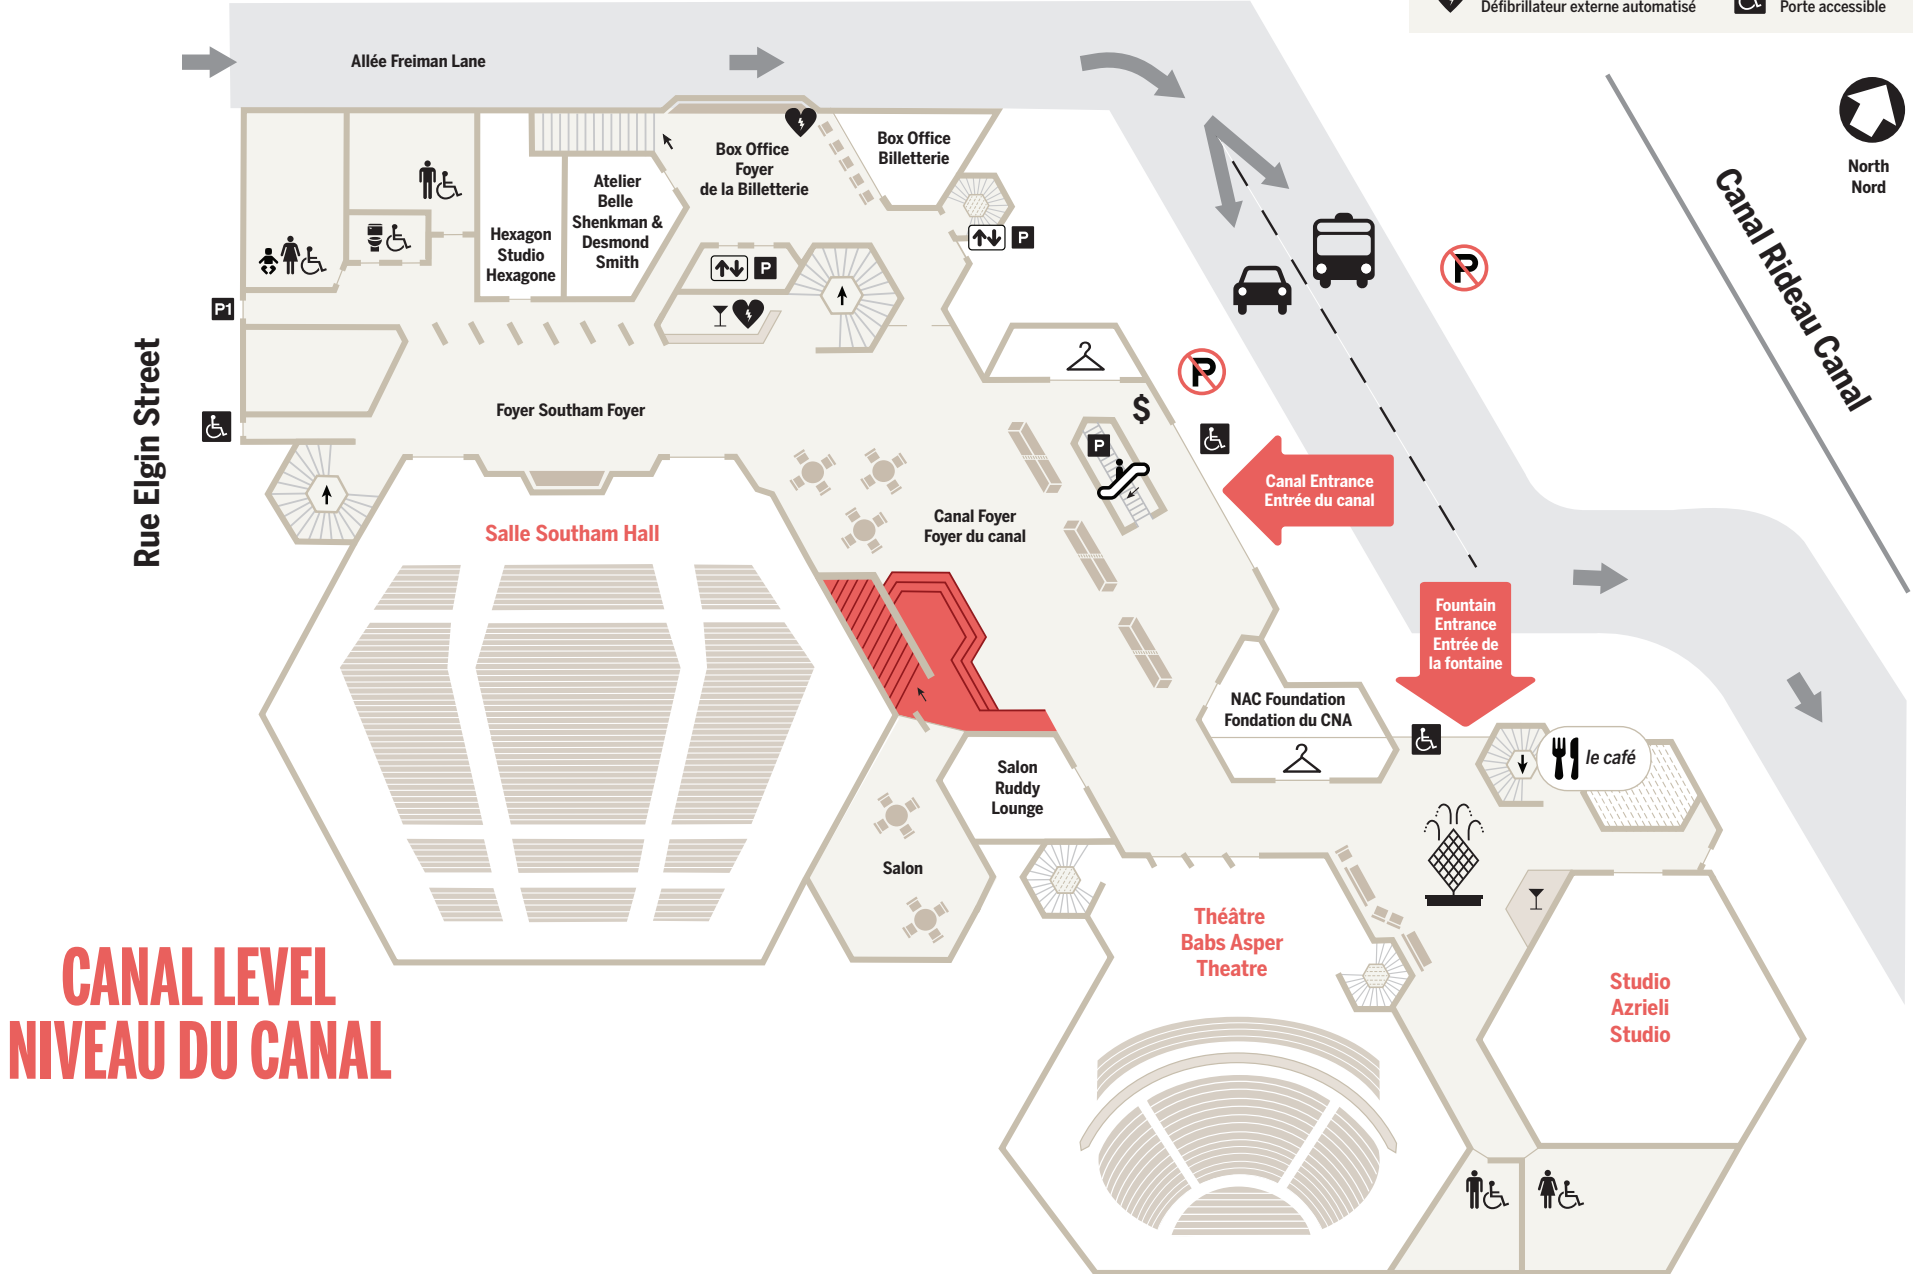 Défibrillateur externe automatisé
Porte accessible
Allée Freiman Lane
North
Nord
Canal Rideau Canal
Box Office
Foyer
de la Billetterie
Box Office
Billetterie
Atelier
Belle
Shenkman &
Desmond
Smith
Hexagon
Studio
Hexagone
P
P
P1
Rue Elgin Street
Foyer Southam Foyer
P
P
$
P
Canal Entrance
Entrée du canal
Canal Foyer
Foyer du canal
Salle Southam Hall
Fountain
Entrance
Entrée de
la fontaine
NAC Foundation
Fondation du CNA
le café
Salon
Ruddy
Lounge
Salon
Théâtre
Babs Asper
Theatre
Studio
Azrieli
Studio
CANAL LEVEL
NIVEAU DU CANAL